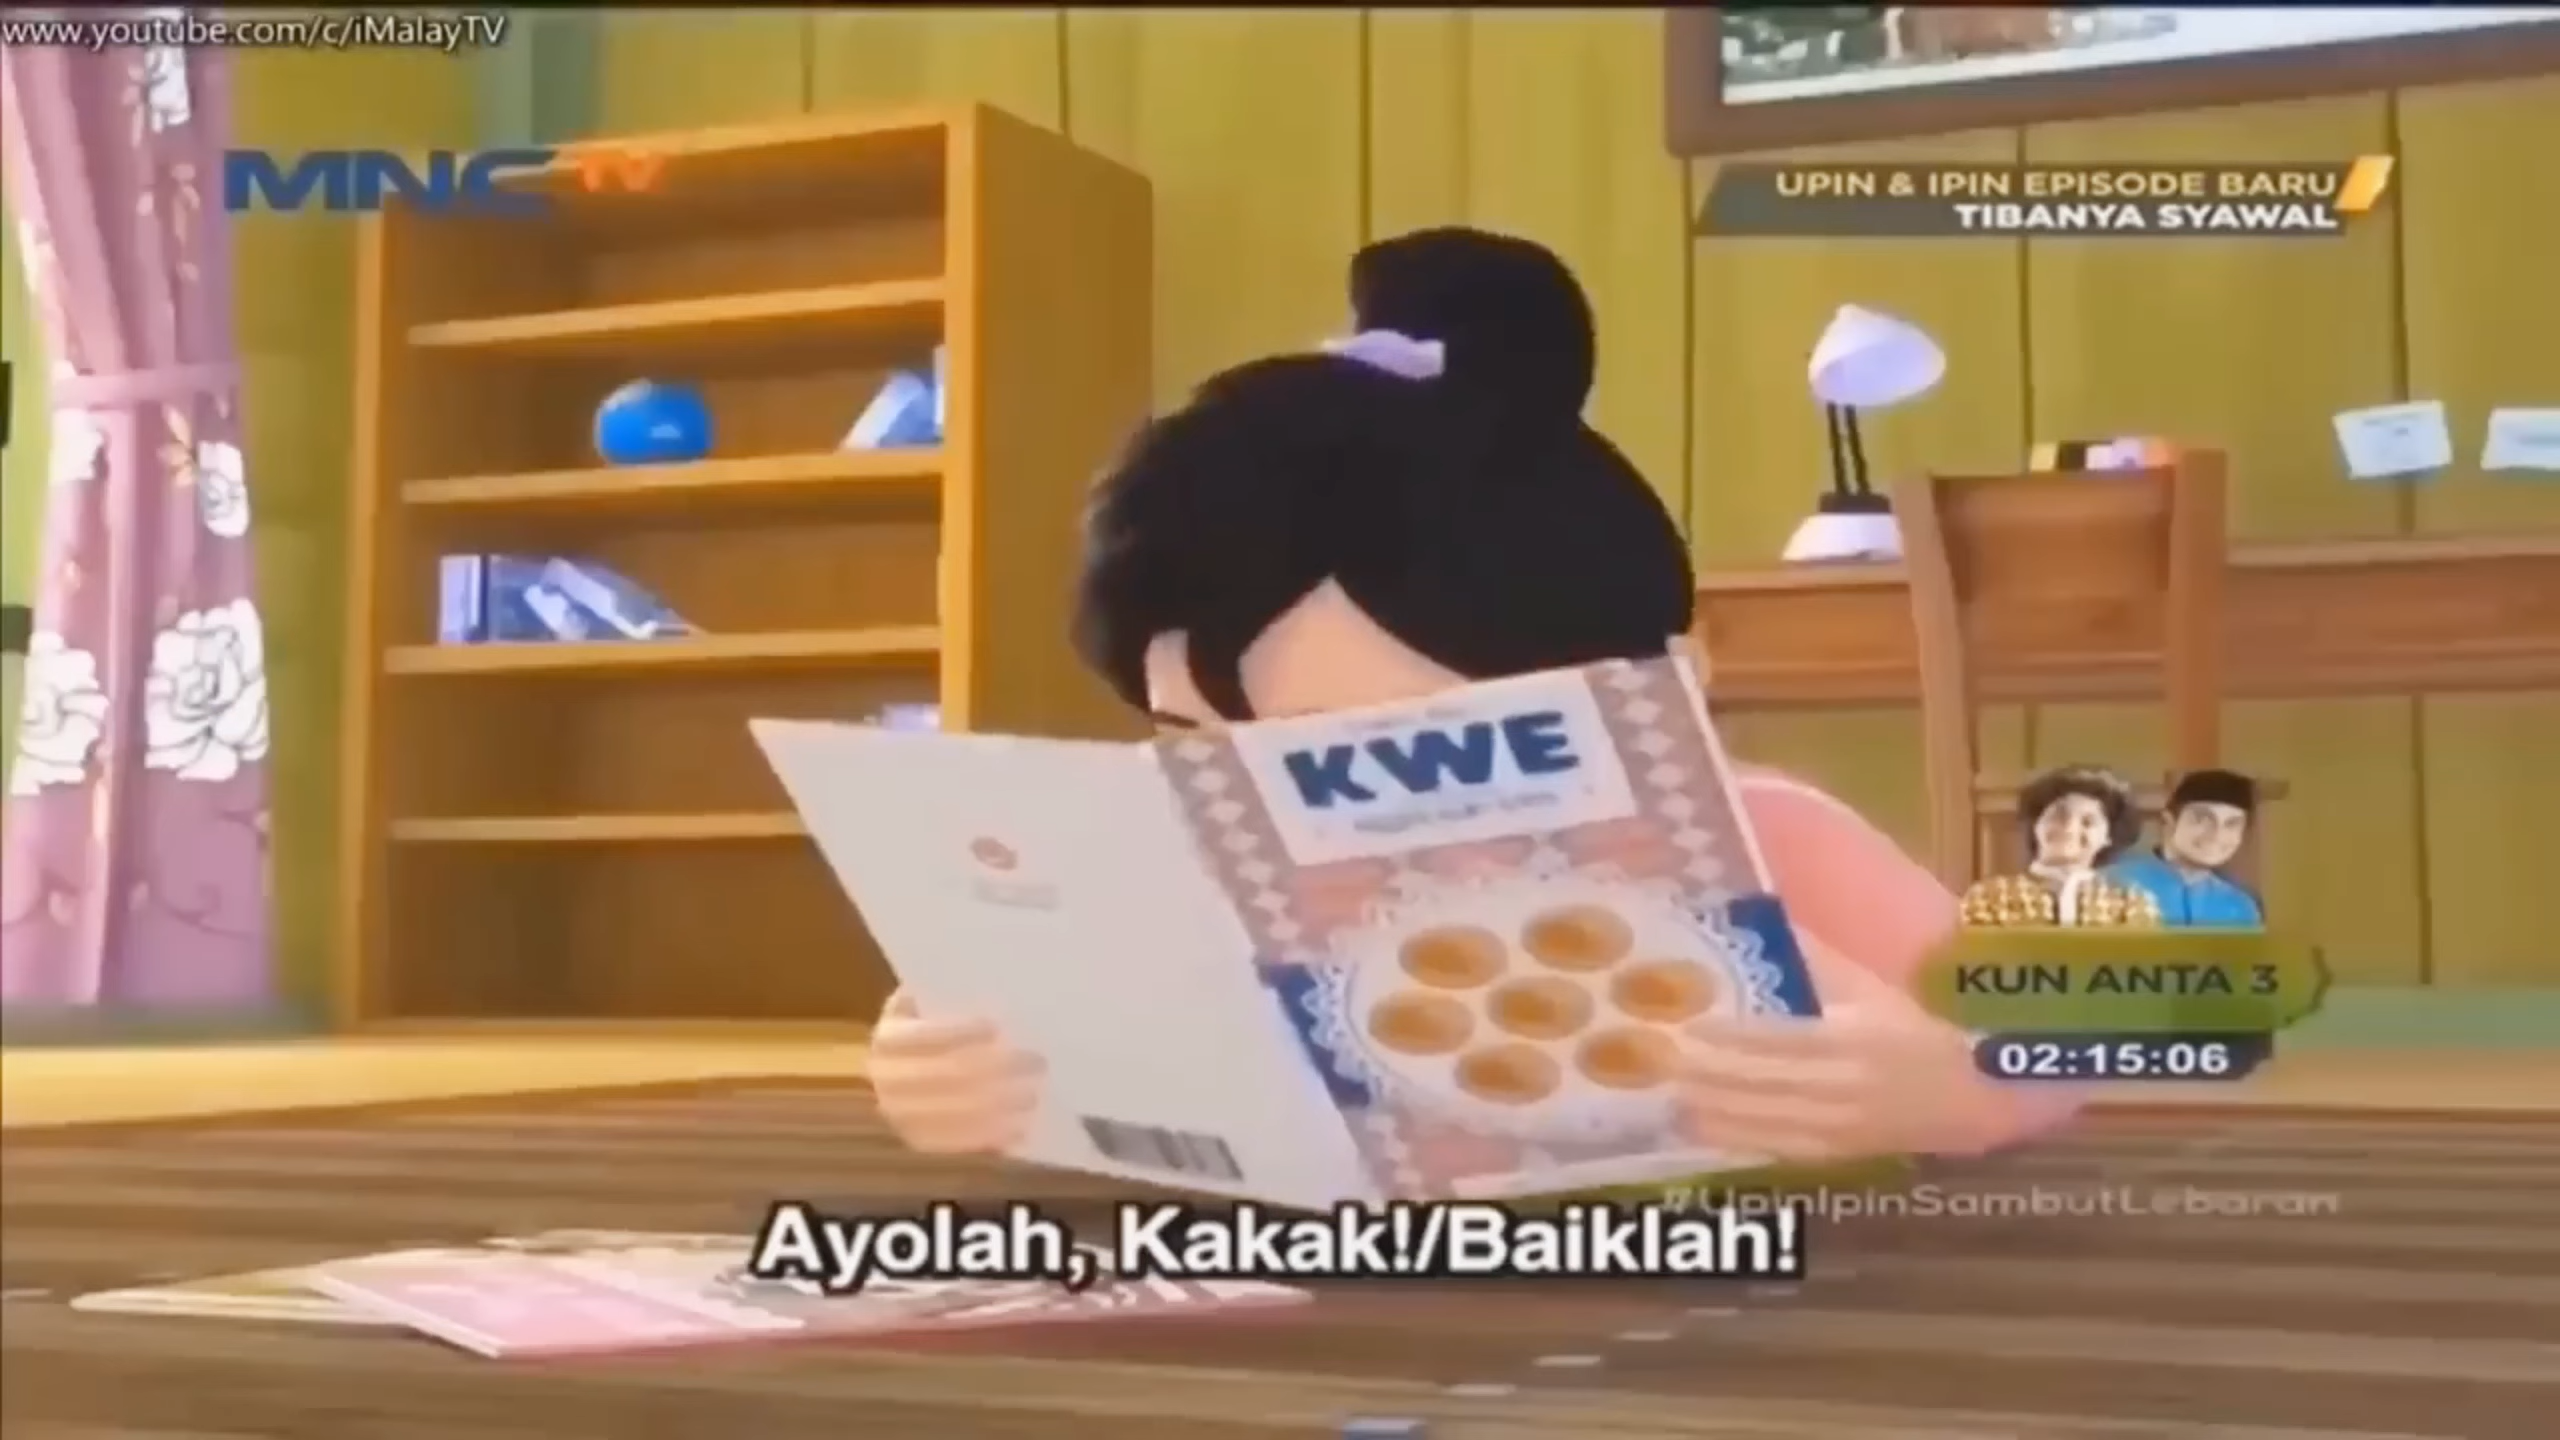 www.youtube.com/c/iMalayTV
MNCTV
UPIN & IPIN EPISODE BARU
TIBANYA SYAWAL
KWE
KUN ANTA 3
02:15:06
#UpinIpinSambutLebaran
Ayolah, Kakak!/Baiklah!